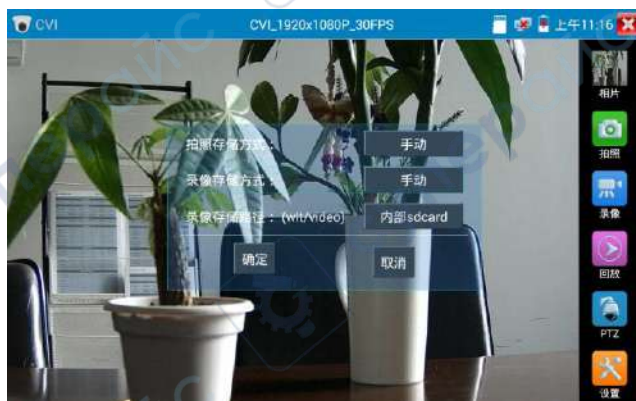 CVI
CVI_1920x1080P_30FPS
上午11:16
相片
拍照存储方式：
手动
拍照
录像存储方式：
手动
录像
录像存储路径：(wit/video)
内部sdcard
确定
取消
回放
PTZ
设置